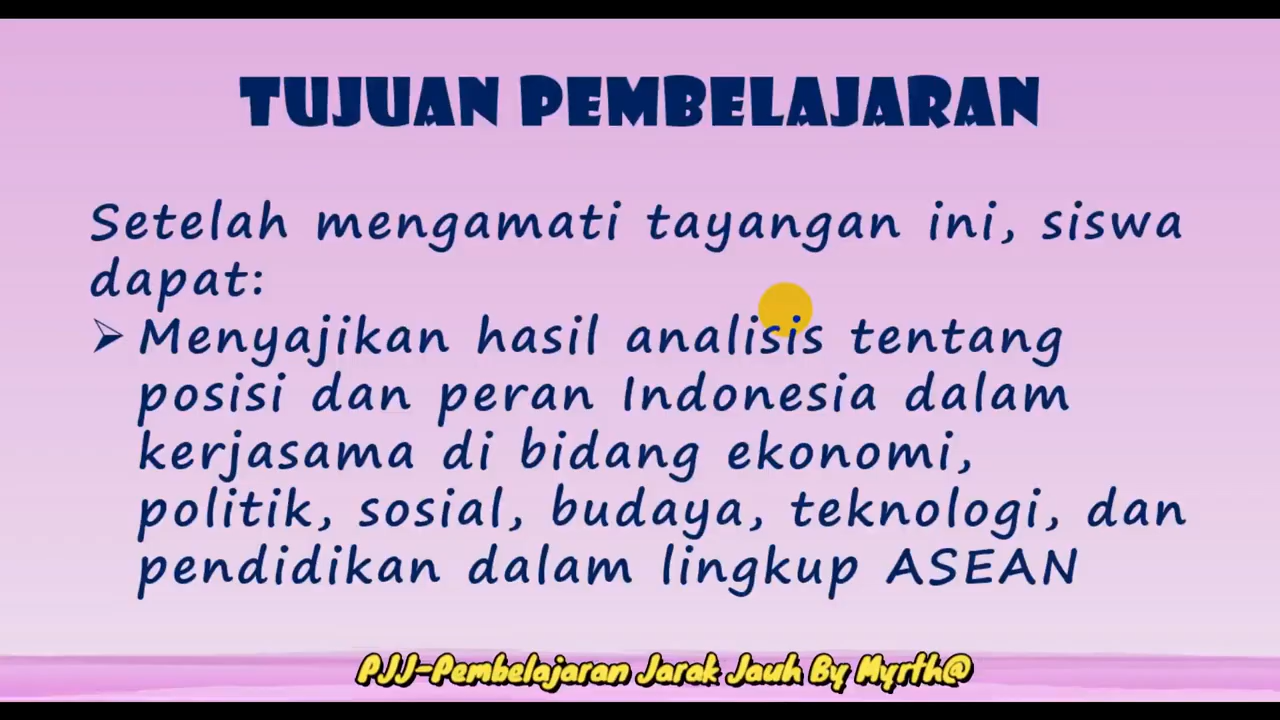 TUJUAN PEMBELAJARAN
Setelah mengamati tayangan ini, siswa
dapat:
➢ Menyajikan hasil analisis tentang
posisi dan peran Indonesia dalam
kerjasama di bidang ekonomi,
politik, sosial, budaya, teknologi, dan
pendidikan dalam lingkup ASEAN
PJJ-Pembelajaran Jarak Jauh By Myrth@